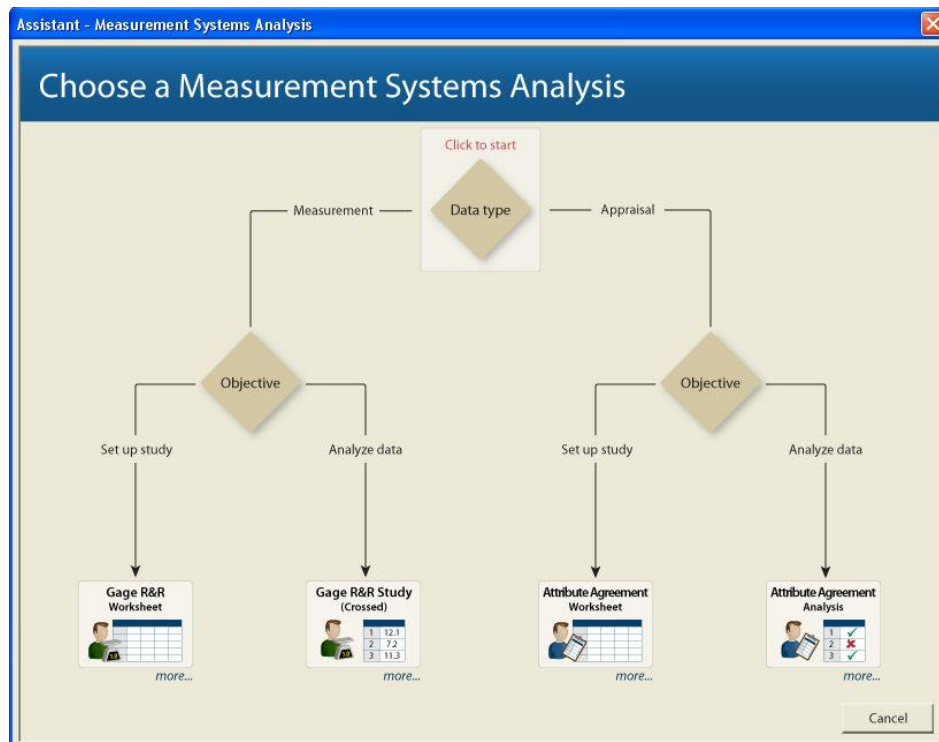 Assistant - Measurement Systems Analysis
Choose a Measurement Systems Analysis
Click to start
Measurement
Data type
Appraisal
Objective
Objective
Set up study
Analyze data
Set up study
Analyze data
Gage R&R
Worksheet
10
more...
Gage R&R Study
(Crossed)
1 12.1
2 7.2
3 11.3
more...
Attribute Agreement
Worksheet
more...
Attribute Agreement
Analysis
1 ✓
2 ✗
3 ✓
more...
Cancel